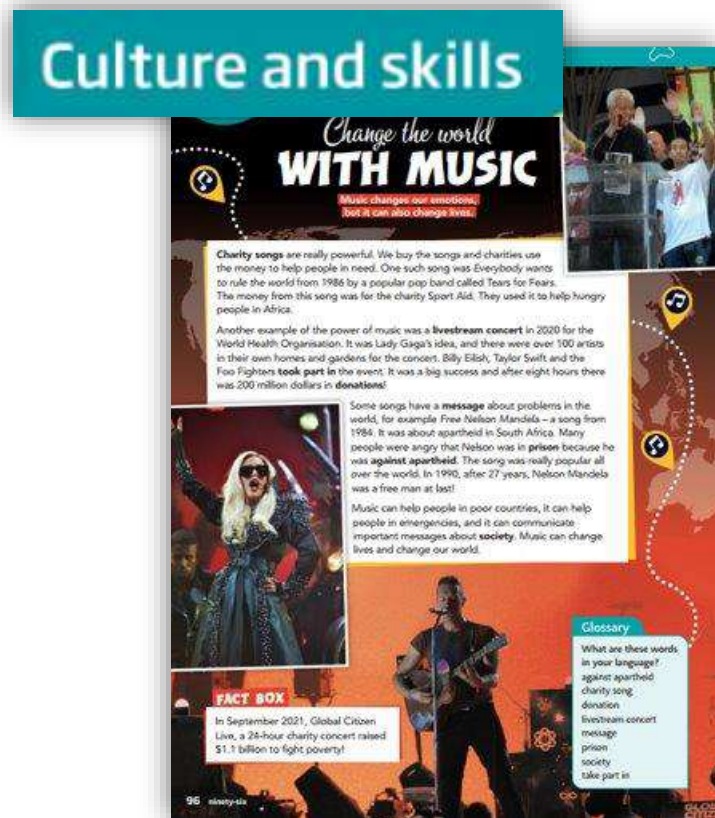 Culture and skills
Change the world
WITH MUSIC
Music changes our emotions,
but it can also change lives.
Charity songs are really powerful. We buy the songs and charities use
the money to help people in need. One such song was Everybody wants
to rule the world from 1986 by a popular pop band called Tears for Fears.
The money from this song was for the charity Sport Aid. They used it to help hungry
people in Africa.
Another example of the power of music was a livestream concert in 2020 for the
World Health Organisation. It was Lady Gaga's idea, and there were over 100 artists
in their own homes and gardens for the concert. Billy Eilish, Taylor Swift and the
Foo Fighters took part in the event. It was a big success and after eight hours there
was 200 million dollars in donations!
Some songs have a message about problems in the
world, for example Free Nelson Mandela – a song from
1984. It was about apartheid in South Africa. Many
people were angry that Nelson was in prison because he
was against apartheid. The song was really popular all
over the world. In 1990, after 27 years, Nelson Mandela
was a free man at last!
Music can help people in poor countries, it can help
people in emergencies, and it can communicate
important messages about society. Music can change
lives and change our world.
FACT BOX
In September 2021, Global Citizen
Live, a 24-hour charity concert raised
$1.1 billion to fight poverty!
Glossary
What are these words
in your language?
against apartheid
charity song
donation
livestream concert
message
prison
society
take part in
96 ninety-six
GLOBAL
CITIZEN